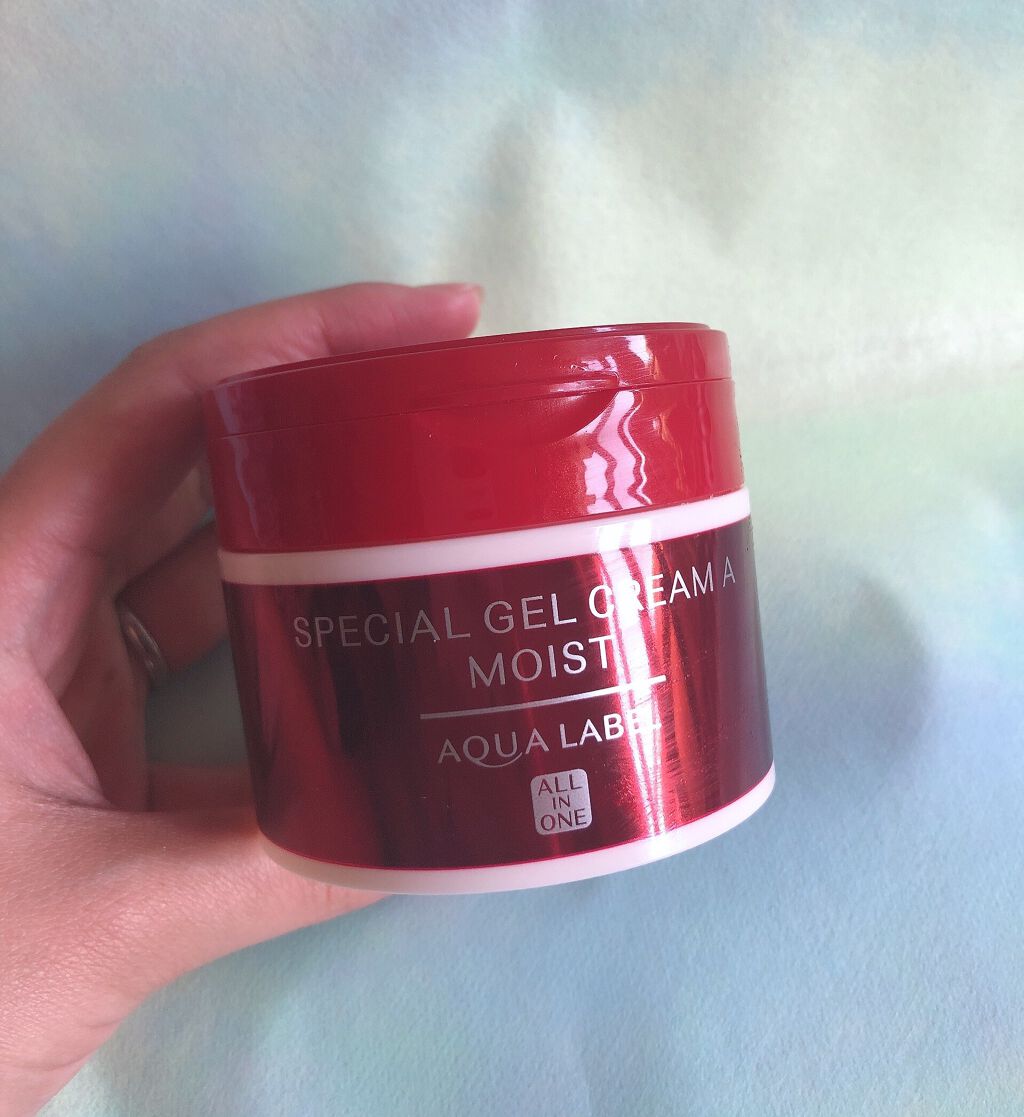 SPECIAL GEL CREAM A
MOIST
AQUA LABEL
ALL
IN
ONE